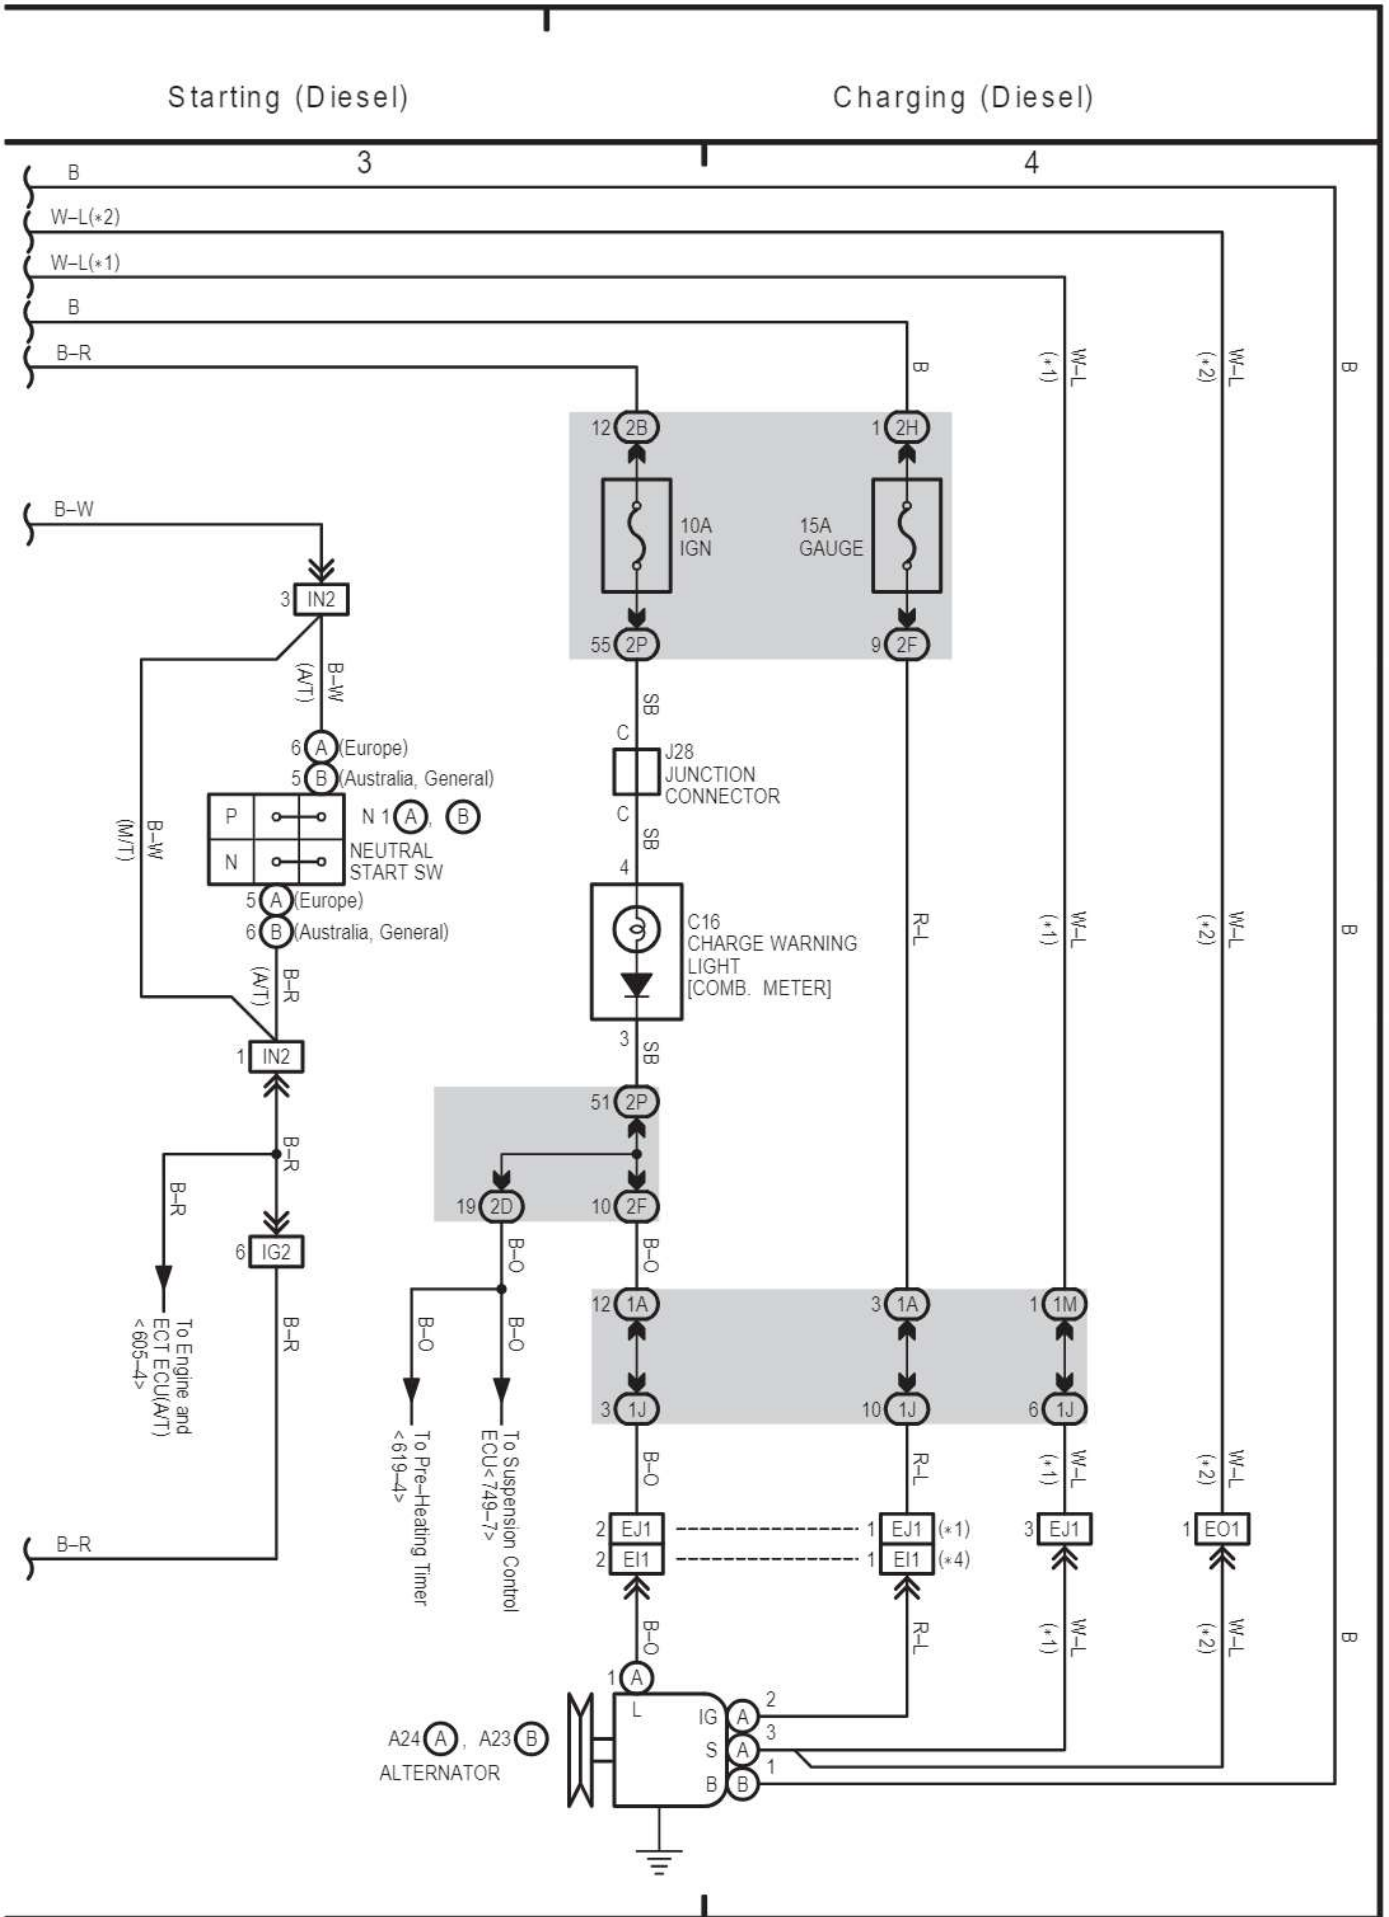 Starting (Diesel)
Charging (Diesel)
3
4
B
W–L(*2)
W–L(*1)
B
B–R
B
W–L
(*1)
W–L
(*2)
B
12 2B
1 2H
10A
IGN
15A
GAUGE
55 2P
9 2F
B–W
3 IN2
B–W
(A/T)
6 A (Europe)
5 B (Australia, General)
P
N
N 1 A, B
NEUTRAL
START SW
B–W
(M/T)
5 A (Europe)
6 B (Australia, General)
B–R
(A/T)
1 IN2
B–R
B–R
6 IG2
B–R
To Engine and
ECT ECU(A/T)
<605–4>
B–R
SB
C
J28
JUNCTION
CONNECTOR
C
SB
4
C16
CHARGE WARNING
LIGHT
[COMB. METER]
3
SB
R–L
W–L
(*1)
W–L
(*2)
B
51 2P
19 2D
10 2F
B–O
B–O
B–O
B–O
To Pre–Heating Timer
<619–4>
To Suspension Control
ECU<749–7>
12 1A
3 1A
1 1M
3 1J
10 1J
6 1J
B–O
R–L
W–L
(*1)
W–L
(*2)
2 EJ1
1 EJ1 (*1)
3 EJ1
1 EO1
2 EI1
1 EI1 (*4)
B–O
R–L
W–L
(*1)
W–L
(*2)
B
1 A
L
IG A 2
S A 3
B B 1
A24 A, A23 B
ALTERNATOR